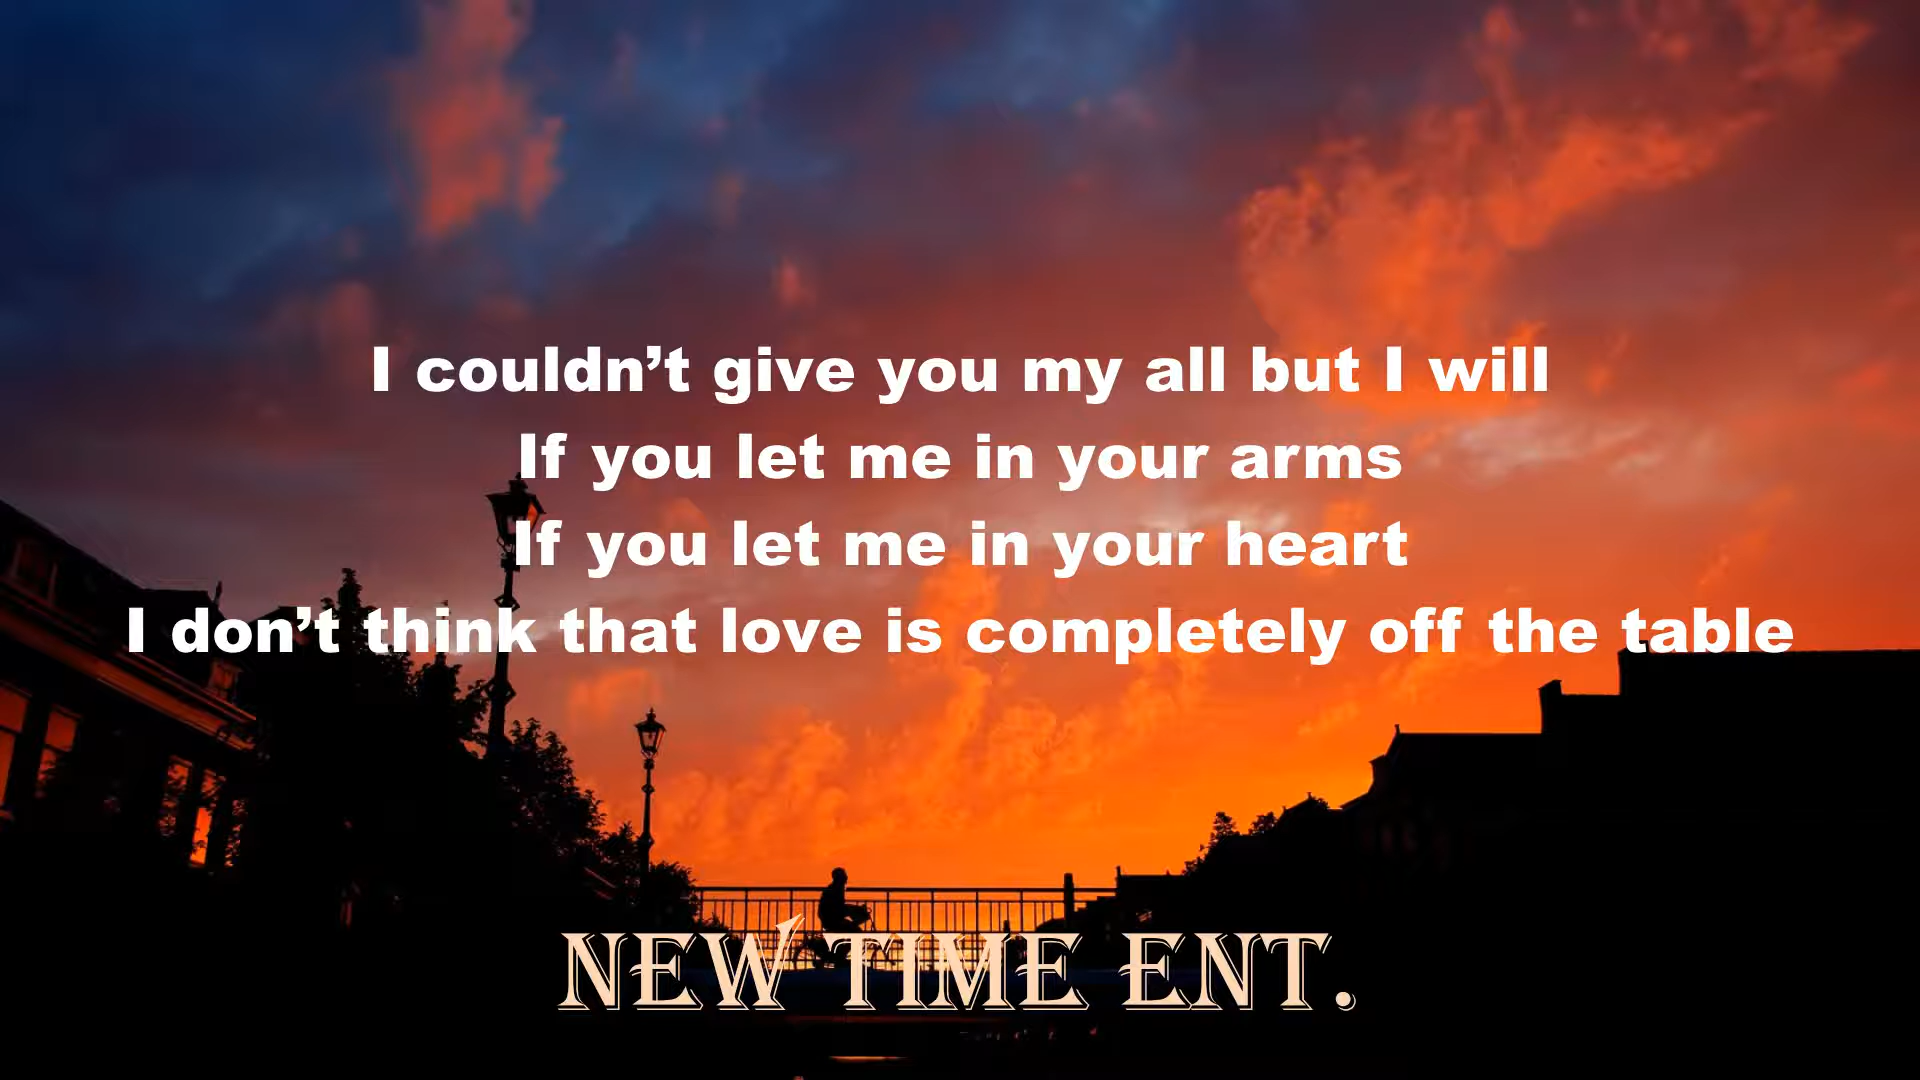 I couldn’t give you my all but I will
If you let me in your arms
If you let me in your heart
I don’t think that love is completely off the table
NEW TIME ENT.